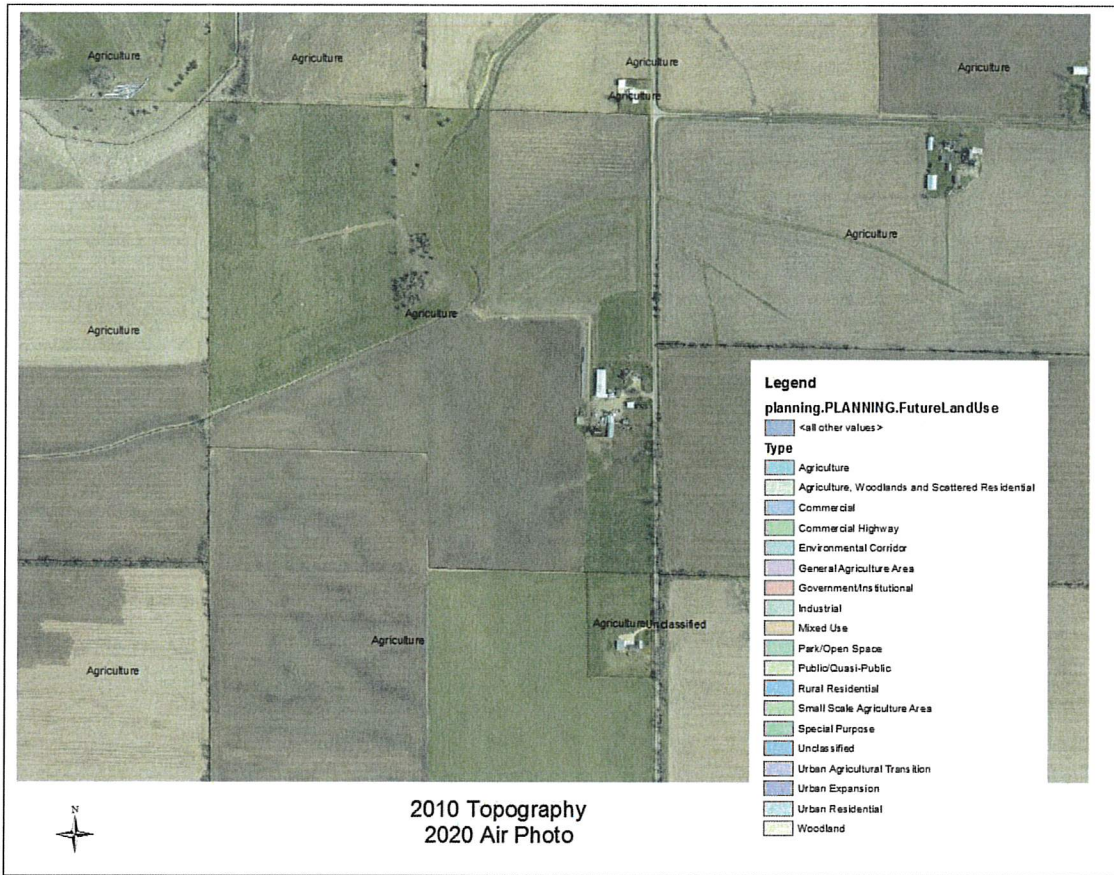 Agriculture
Agriculture
Agriculture
Agriculture
Agriculture
Agriculture
Agriculture
Agriculture
Agriculture
AgricultureUnclassified
Agriculture
Legend
planning.PLANNING.FutureLandUse
<all other values>
Type
Agriculture
Agriculture, Woodlands and Scattered Residential
Commercial
Commercial Highway
Environmental Corridor
General Agriculture Area
Government/Institutional
Industrial
Mixed Use
Park/Open Space
Public/Quasi-Public
Rural Residential
Small Scale Agriculture Area
Special Purpose
Unclassified
Urban Agricultural Transition
Urban Expansion
Urban Residential
Woodland
N
2010 Topography
2020 Air Photo